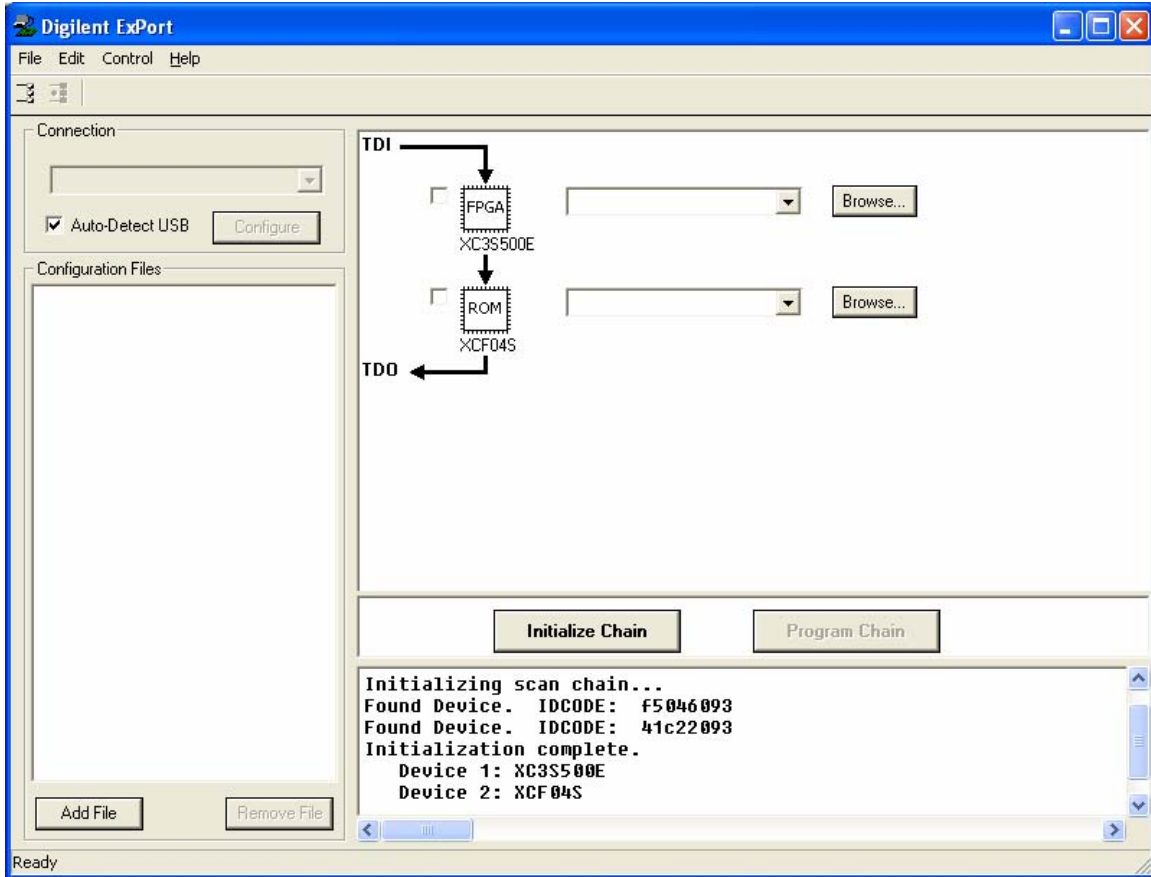 Digilent ExPort
File Edit Control Help
Connection
Auto-Detect USB Configure
Configuration Files
Add File Remove File
TDI
FPGA Browse...
XC3S500E
ROM Browse...
XCF04S
TDO
Initialize Chain Program Chain
Initializing scan chain...
Found Device. IDCODE: f5046093
Found Device. IDCODE: 41c22093
Initialization complete.
Device 1: XC3S500E
Device 2: XCF04S
Ready